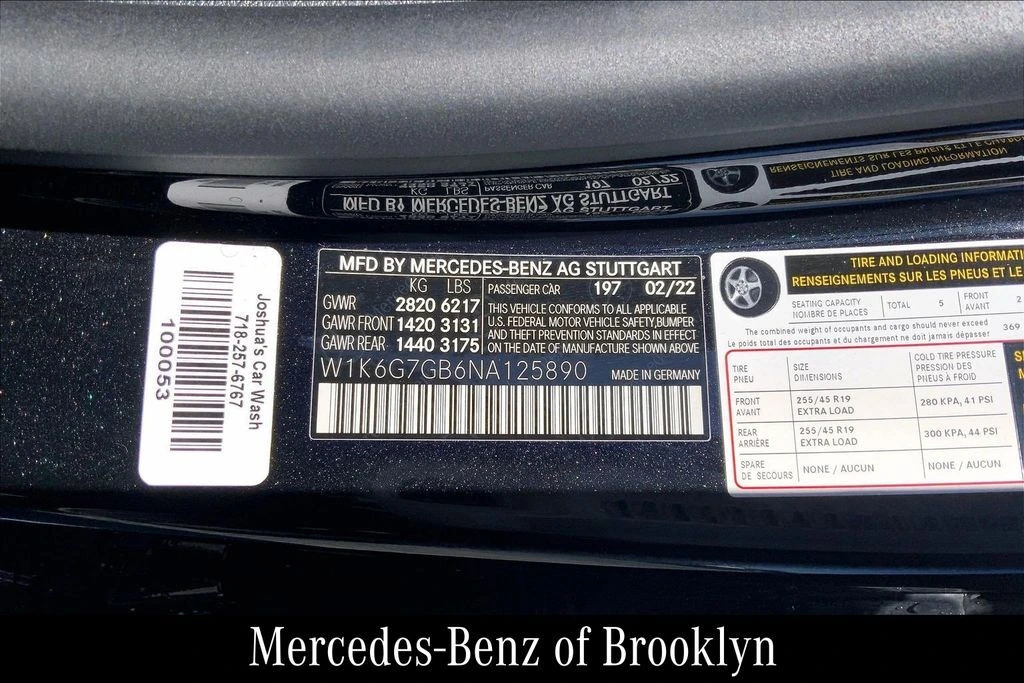 MFD BY MERCEDES-BENZ AG STUTTGART
KG LBS PASSENGER CAR 197 02/22
GVWR 2820 6217
GAWR FRONT 1420 3131
GAWR REAR 1440 3175
THIS VEHICLE CONFORMS TO ALL APPLICABLE
U.S. FEDERAL MOTOR VEHICLE SAFETY,BUMPER
AND THEFT PREVENTION STANDARDS IN EFFECT
ON THE DATE OF MANUFACTURE SHOWN ABOVE.
W1K6G7GB6NA125890 MADE IN GERMANY
Joshua's Car Wash
718-257-6767
100053
TIRE AND LOADING
RENSEIGNEMENTS SUR LES PNEUS ET LE
SEATING CAPACITY
NOMBRE DE PLACES
TOTAL 5
FRONT
AVANT
2
The combined weight of occupants and cargo should never exceed
Le poids total des occupants et du chargement ne doit jamais dépasser
369
TIRE
PNEU
SIZE
DIMENSIONS
COLD TIRE PRESSURE
PRESSION DES
PNEUS À FROID
FRONT
AVANT
255/45 R19
EXTRA LOAD
280 KPA, 41 PSI
REAR
ARRIÈRE
255/45 R19
EXTRA LOAD
300 KPA, 44 PSI
SPARE
DE SECOURS
NONE / AUCUN
NONE / AUCUN
Mercedes-Benz of Brooklyn